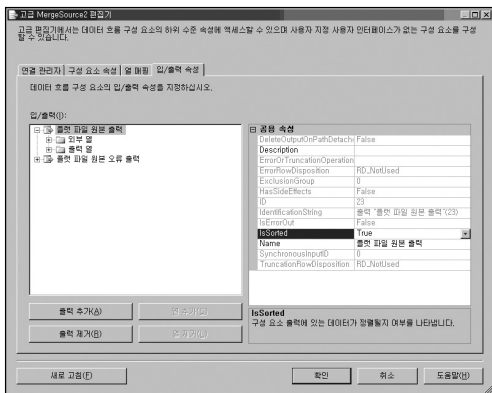 고급 MergeSource2 편집기
고급 편집기에서는 데이터 흐름 구성 요소의 하위 수준 속성에 액세스할 수 있으며 사용자 지정 사용자 인터페이스가 없는 구성 요소를 구성
할 수 있습니다.
연결 관리자 구성 요소 속성 열 매핑 입/출력 속성
데이터 흐름 구성 요소의 입/출력 속성을 지정하십시오.
입/출력(I):
플랫 파일 원본 출력
외부 열
출력 열
플랫 파일 원본 오류 출력
공용 속성
DeleteOutputOnPathDetach False
Description
ErrorOrTruncationOperation
ErrorRowDisposition RD_NotUsed
ExclusionGroup 0
HasSideEffects False
ID 23
IdentificationString 출력 "플랫 파일 원본 출력"(23)
IsErrorOut False
IsSorted True
Name 플랫 파일 원본 출력
SynchronousInputID 0
TruncationRowDisposition RD_NotUsed
IsSorted
구성 요소 출력에 있는 데이터가 정렬될지 여부를 나타냅니다.
출력 추가(A) 열 추가
출력 제거(R) 열 제거
새로 고침(F) 확인 취소 도움말(H)